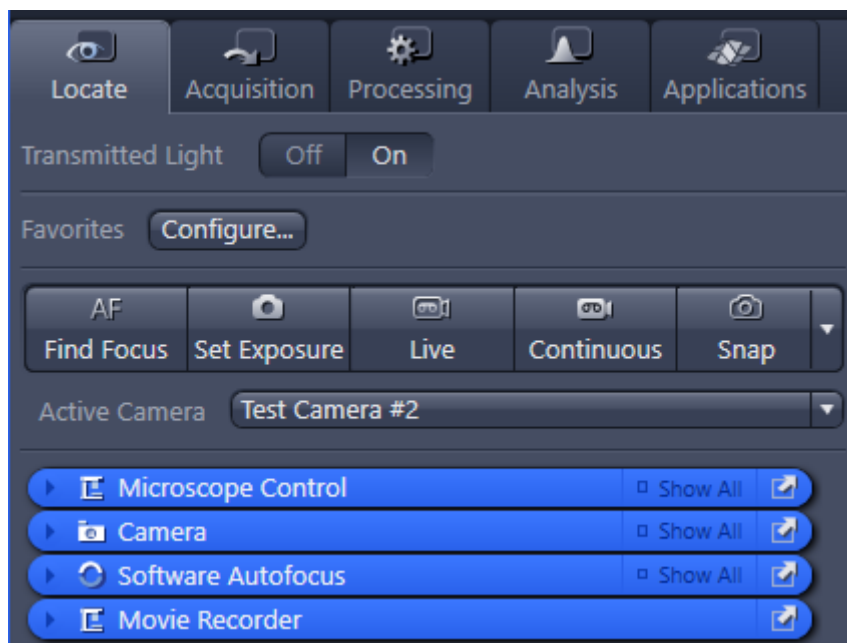 Locate Acquisition Processing Analysis Applications
Transmitted Light Off On
Favorites Configure...
AF
Find Focus Set Exposure Live Continuous Snap
Active Camera Test Camera #2
Microscope Control Show All
Camera Show All
Software Autofocus Show All
Movie Recorder